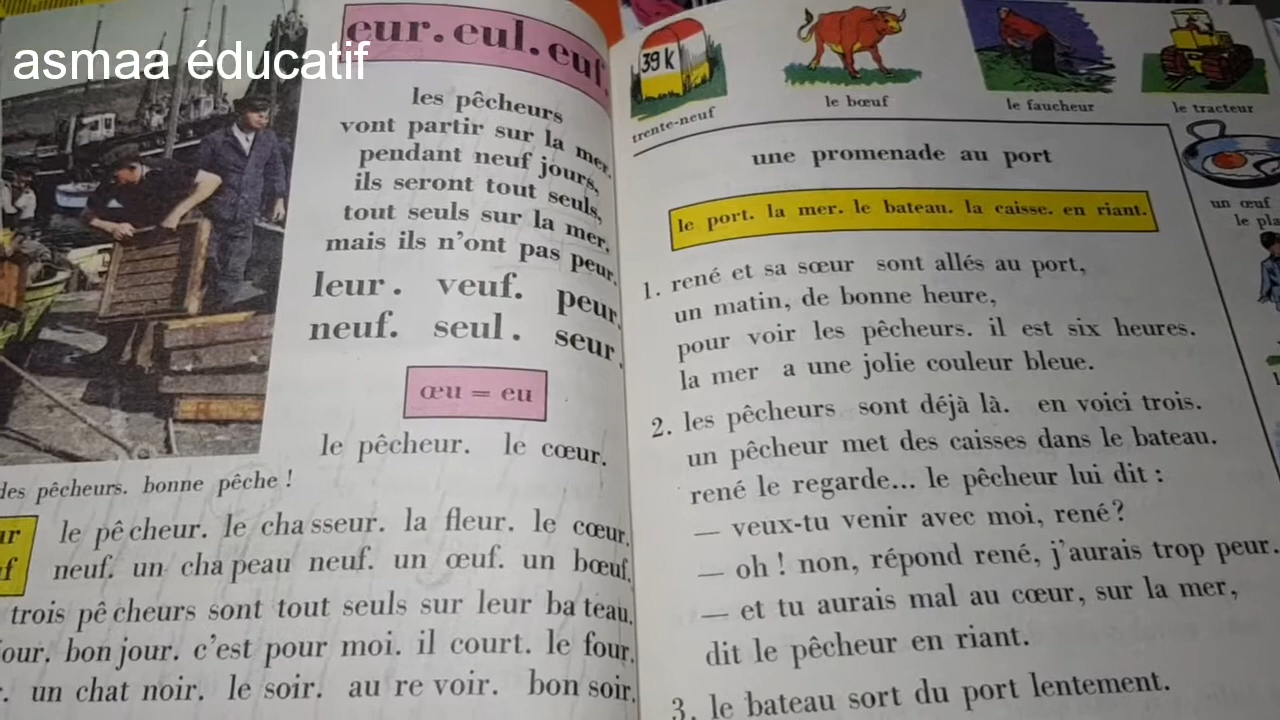 asmaa éducatif
eur. eul. euf.
les pêcheurs
vont partir sur la mer.
pendant neuf jours,
ils seront tout seuls,
tout seuls sur la mer.
mais ils n'ont pas peur.
leur. veuf. peur.
neuf. seul. seur.
œu = eu
le pêcheur. le cœur.
des pêcheurs. bonne pêche !
le pê cheur. le cha sseur. la fleur. le cœur.
neuf. un cha peau neuf. un œuf. un bœuf.
trois pê cheurs sont tout seuls sur leur ba teau.
bon jour. c'est pour moi. il court. le four.
un chat noir. le soir. au re voir. bon soir.
39 k
trente-neuf
le bœuf
le faucheur
le tracteur
un œuf
une promenade au port
le port. la mer. le bateau. la caisse. en riant.
1. rené et sa sœur sont allés au port,
un matin, de bonne heure,
pour voir les pêcheurs. il est six heures.
la mer a une jolie couleur bleue.
2. les pêcheurs sont déjà là. en voici trois.
un pêcheur met des caisses dans le bateau.
rené le regarde... le pêcheur lui dit :
— veux-tu venir avec moi, rené ?
— oh ! non, répond rené, j'aurais trop peur.
— et tu aurais mal au cœur, sur la mer,
dit le pêcheur en riant.
3. le bateau sort du port lentement.